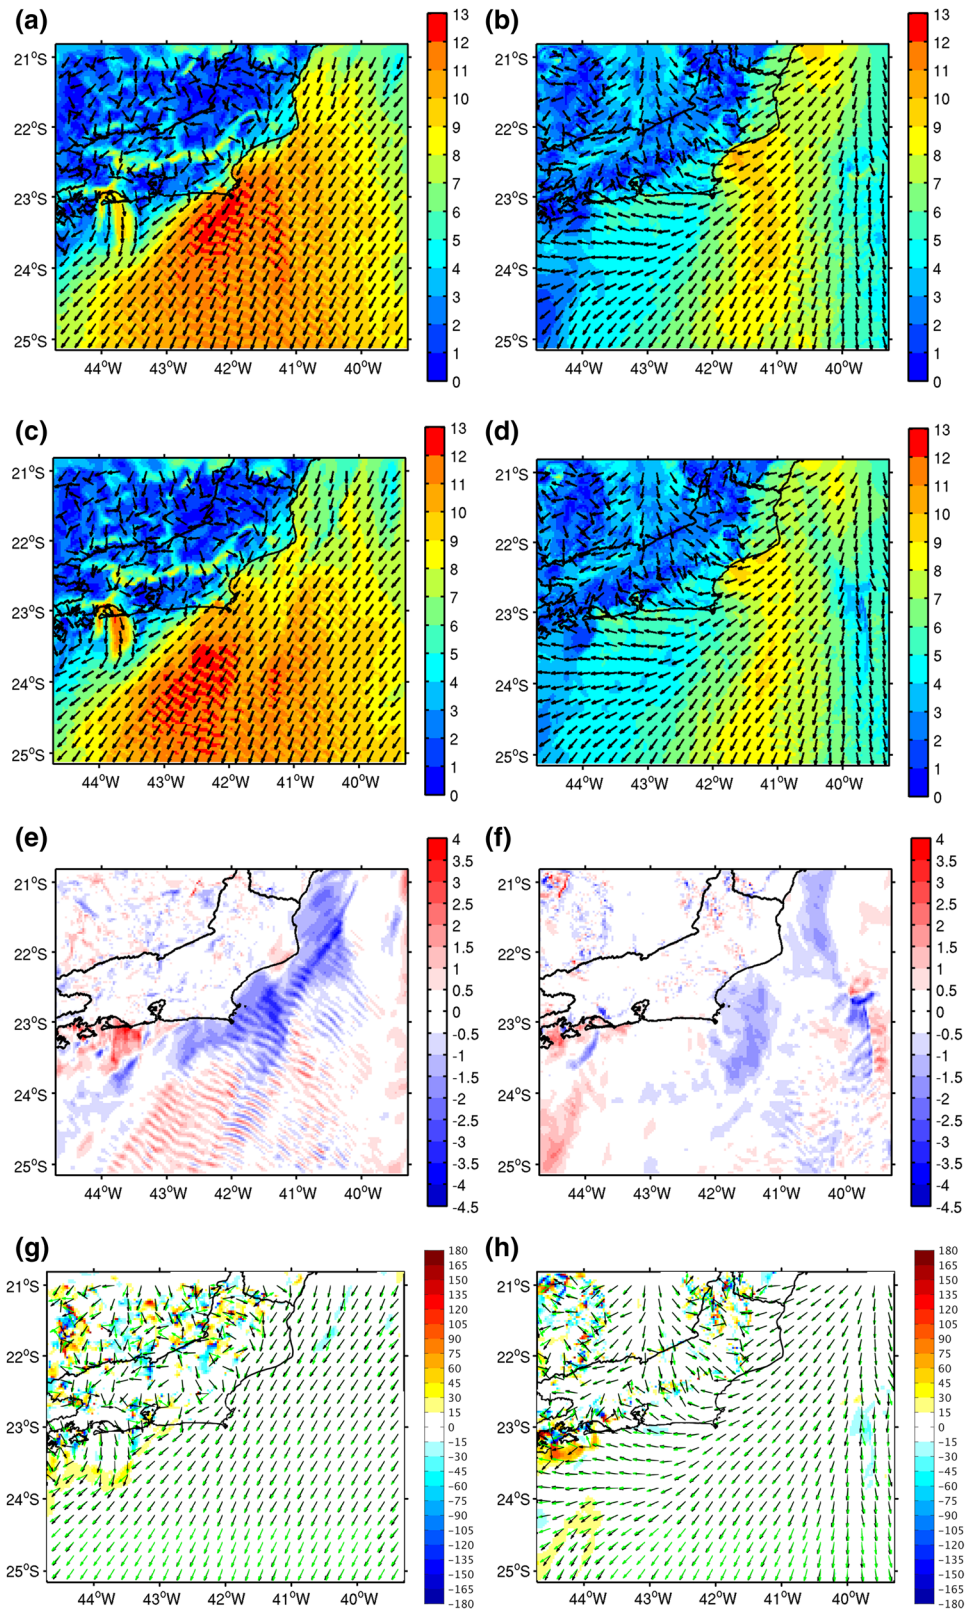 (a)
21°S
22°S
23°S
24°S
25°S
44°W 43°W 42°W 41°W 40°W
13
12
11
10
9
8
7
6
5
4
3
2
1
0
(b)
21°S
22°S
23°S
24°S
25°S
44°W 43°W 42°W 41°W 40°W
13
12
11
10
9
8
7
6
5
4
3
2
1
0
(c)
21°S
22°S
23°S
24°S
25°S
44°W 43°W 42°W 41°W 40°W
13
12
11
10
9
8
7
6
5
4
3
2
1
0
(d)
21°S
22°S
23°S
24°S
25°S
44°W 43°W 42°W 41°W 40°W
13
12
11
10
9
8
7
6
5
4
3
2
1
0
(e)
21°S
22°S
23°S
24°S
25°S
44°W 43°W 42°W 41°W 40°W
4
3.5
3
2.5
2
1.5
1
0.5
0
-0.5
-1
-1.5
-2
-2.5
-3
-3.5
-4
-4.5
(f)
21°S
22°S
23°S
24°S
25°S
44°W 43°W 42°W 41°W 40°W
4
3.5
3
2.5
2
1.5
1
0.5
0
-0.5
-1
-1.5
-2
-2.5
-3
-3.5
-4
-4.5
(g)
21°S
22°S
23°S
24°S
25°S
44°W 43°W 42°W 41°W 40°W
180
165
150
135
120
105
90
75
60
45
30
15
0
-15
-30
-45
-60
-75
-90
-105
-120
-135
-150
-165
-180
(h)
21°S
22°S
23°S
24°S
25°S
44°W 43°W 42°W 41°W 40°W
180
165
150
135
120
105
90
75
60
45
30
15
0
-15
-30
-45
-60
-75
-90
-105
-120
-135
-150
-165
-180